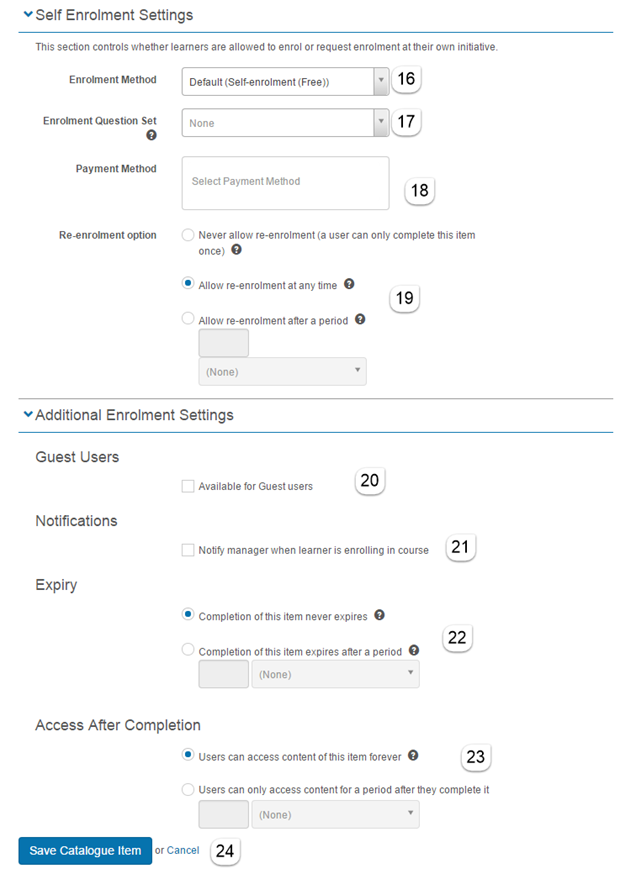 Self Enrolment Settings
This section controls whether learners are allowed to enrol or request enrolment at their own initiative.
Enrolment Method
Default (Self-enrolment (Free))
16
Enrolment Question Set
?
None
17
Payment Method
Select Payment Method
18
Re-enrolment option
Never allow re-enrolment (a user can only complete this item
once) ?
Allow re-enrolment at any time ?
19
Allow re-enrolment after a period ?
(None)
Additional Enrolment Settings
Guest Users
Available for Guest users
20
Notifications
Notify manager when learner is enrolling in course
21
Expiry
Completion of this item never expires ?
22
Completion of this item expires after a period ?
(None)
Access After Completion
Users can access content of this item forever ?
23
Users can only access content for a period after they complete it
(None)
Save Catalogue Item or Cancel
24